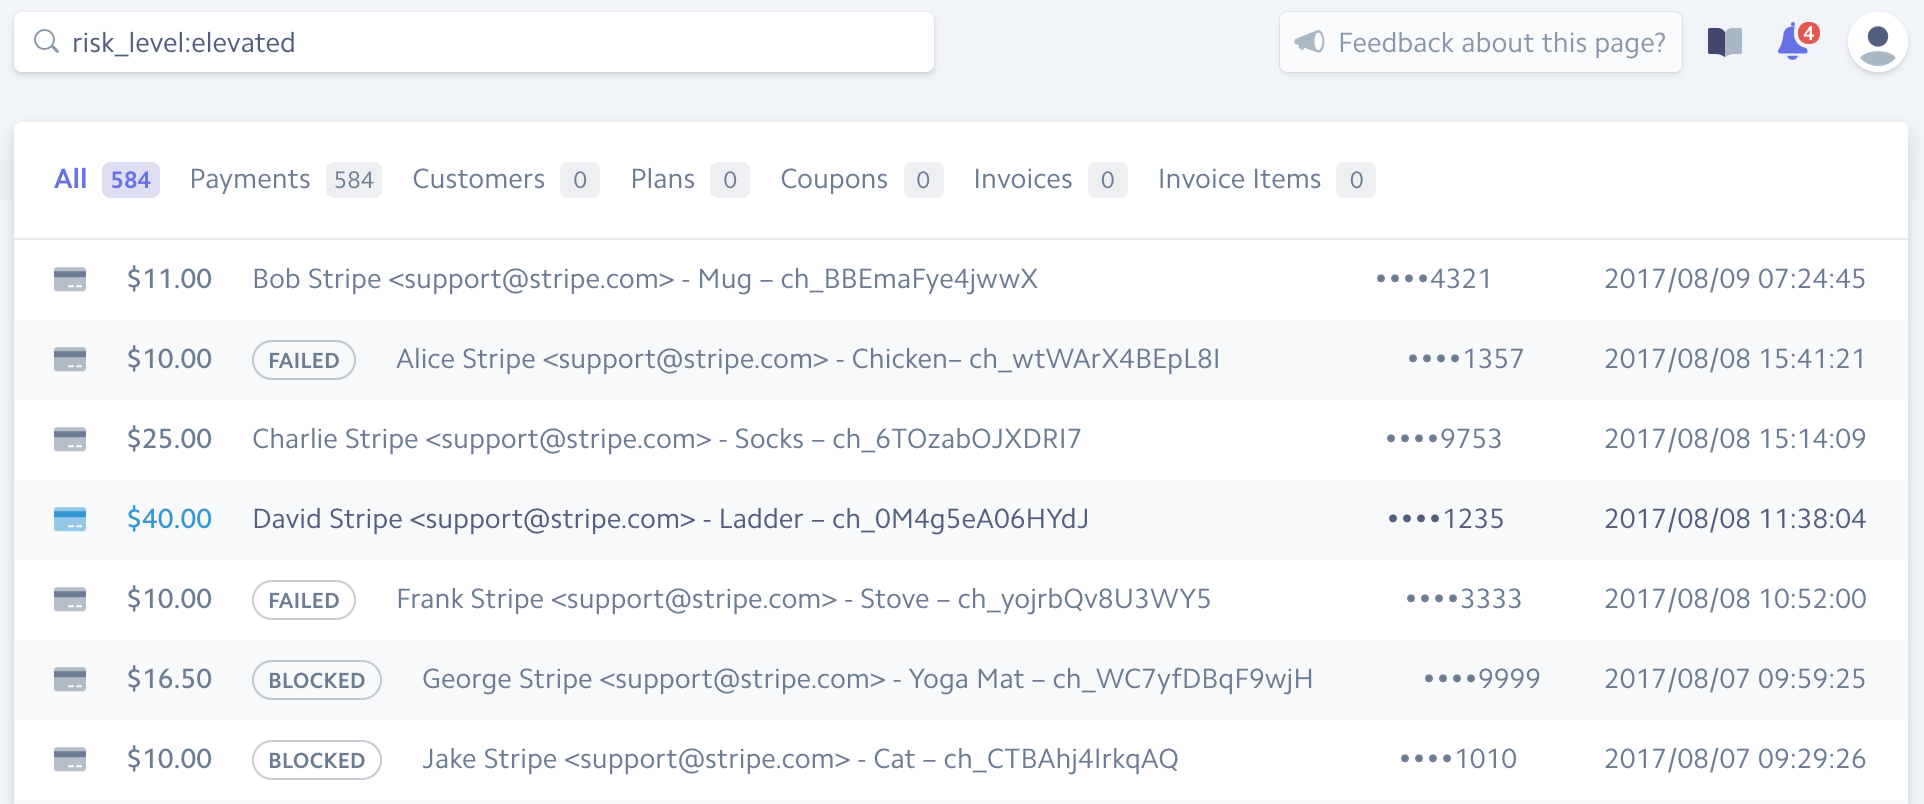 risk_level:elevated Feedback about this page? 4
All 584 Payments 584 Customers 0 Plans 0 Coupons 0 Invoices 0 Invoice Items 0
$11.00 Bob Stripe <support@stripe.com> - Mug – ch_BBEmaFye4jwwX ••••4321 2017/08/09 07:24:45
$10.00 FAILED Alice Stripe <support@stripe.com> - Chicken– ch_wtWArX4BEpL8I ••••1357 2017/08/08 15:41:21
$25.00 Charlie Stripe <support@stripe.com> - Socks – ch_6TOzabOJXDRI7 ••••9753 2017/08/08 15:14:09
$40.00 David Stripe <support@stripe.com> - Ladder – ch_0M4g5eA06HYdJ ••••1235 2017/08/08 11:38:04
$10.00 FAILED Frank Stripe <support@stripe.com> - Stove – ch_yojrbQv8U3WY5 ••••3333 2017/08/08 10:52:00
$16.50 BLOCKED George Stripe <support@stripe.com> - Yoga Mat – ch_WC7yfDBqF9wjH ••••9999 2017/08/07 09:59:25
$10.00 BLOCKED Jake Stripe <support@stripe.com> - Cat – ch_CTBAhj4IrkqAQ ••••1010 2017/08/07 09:29:26